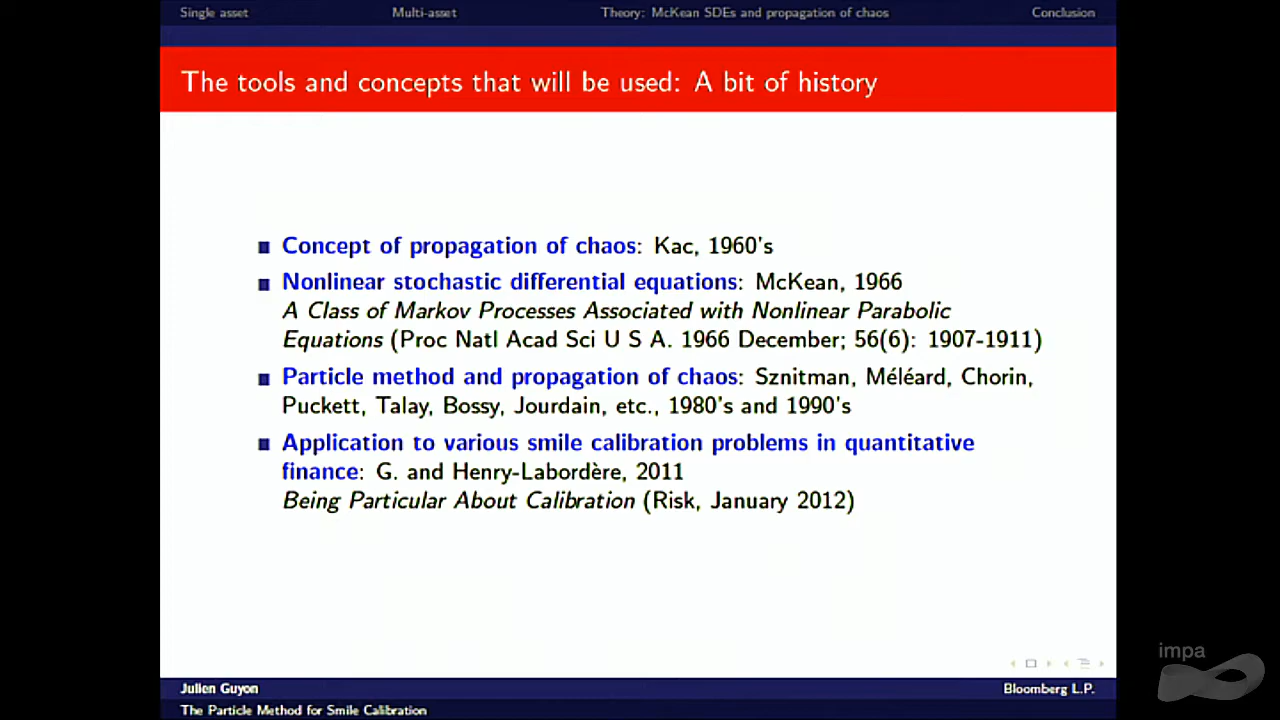 Single asset Multi-asset Theory: McKean SDEs and propagation of chaos Conclusion
The tools and concepts that will be used: A bit of history
Concept of propagation of chaos: Kac, 1960's
Nonlinear stochastic differential equations: McKean, 1966
A Class of Markov Processes Associated with Nonlinear Parabolic
Equations (Proc Natl Acad Sci U S A. 1966 December; 56(6): 1907-1911)
Particle method and propagation of chaos: Sznitman, Méléard, Chorin,
Puckett, Talay, Bossy, Jourdain, etc., 1980's and 1990's
Application to various smile calibration problems in quantitative
finance: G. and Henry-Labordère, 2011
Being Particular About Calibration (Risk, January 2012)
impa
Julien Guyon Bloomberg L.P.
The Particle Method for Smile Calibration